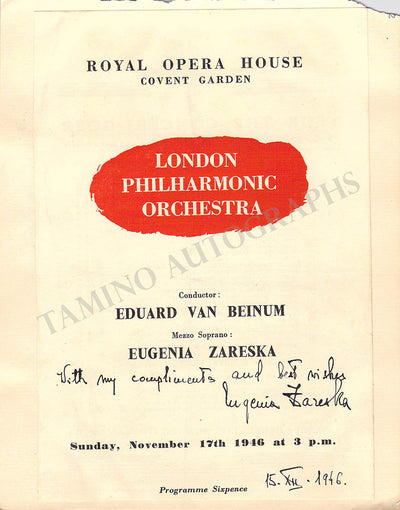 ROYAL OPERA HOUSE
COVENT GARDEN
LONDON
PHILHARMONIC
ORCHESTRA
TAMINO AUTOGRAPHS
Conductor:
EDUARD VAN BEINUM
Mezzo Soprano:
EUGENIA ZARESKA
With my compliments and best wishes
Eugenia Zareska
Sunday, November 17th 1946 at 3 p.m.
15. XII. 1946.
Programme Sixpence